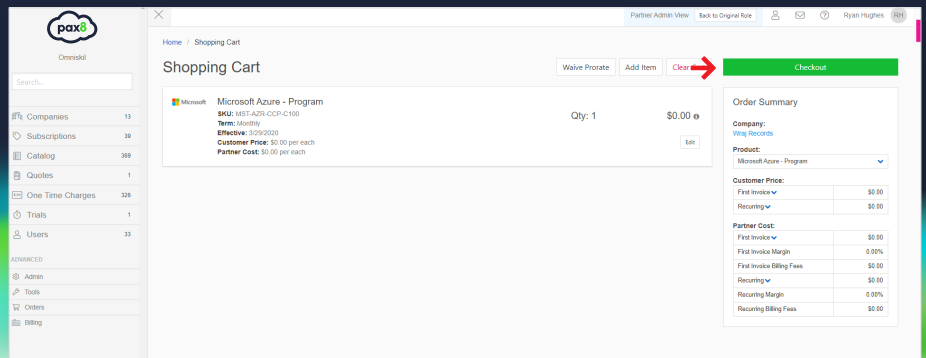 pax8
Omniskil
Search...
Companies 13
Subscriptions 39
Catalog 369
Quotes 1
One Time Charges 326
Trials 1
Users 33
ADVANCED
Admin
Tools
Orders
Billing
Partner Admin View Back to Original Role Ryan Hughes RH
Home / Shopping Cart
Shopping Cart
Waive Prorate Add Item Clear Checkout
Microsoft Microsoft Azure - Program
SKU: MST-AZR-CCP-C100
Term: Monthly
Effective: 3/29/2020
Customer Price: $0.00 per each
Partner Cost: $0.00 per each
Qty: 1 $0.00
Edit
Order Summary
Company:
Wraj Records
Product:
Microsoft Azure - Program
Customer Price:
First Invoice $0.00
Recurring $0.00
Partner Cost:
First Invoice $0.00
First Invoice Margin 0.00%
First Invoice Billing Fees $0.00
Recurring $0.00
Recurring Margin 0.00%
Recurring Billing Fees $0.00